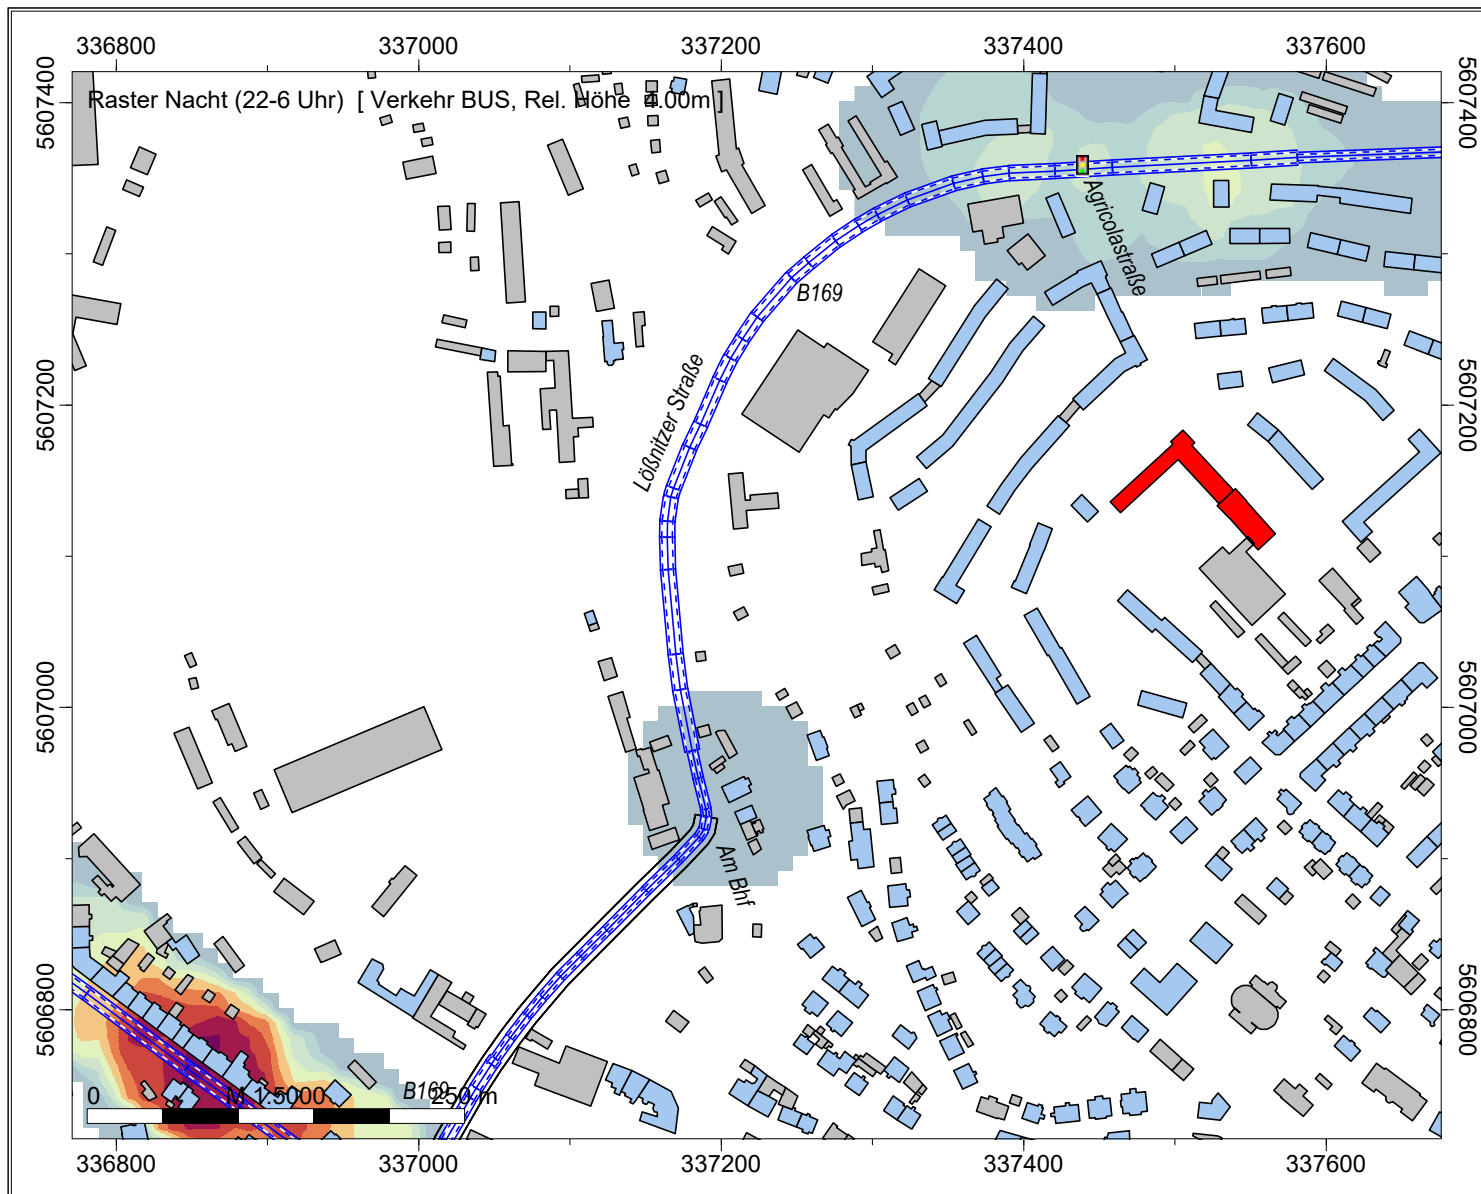 336800 337000 337200 337400 337600
Raster Nacht (22-6 Uhr) [ Verkehr BUS, Rel. Höhe 4.00m ]
5607400
5607400
Agricolastraße
B169
5607200
5607200
Lößnitzer Straße
5607000
5607000
Am Bhf
5606800
5606800
B169
0 M 1:5000 250 m
336800 337000 337200 337400 337600